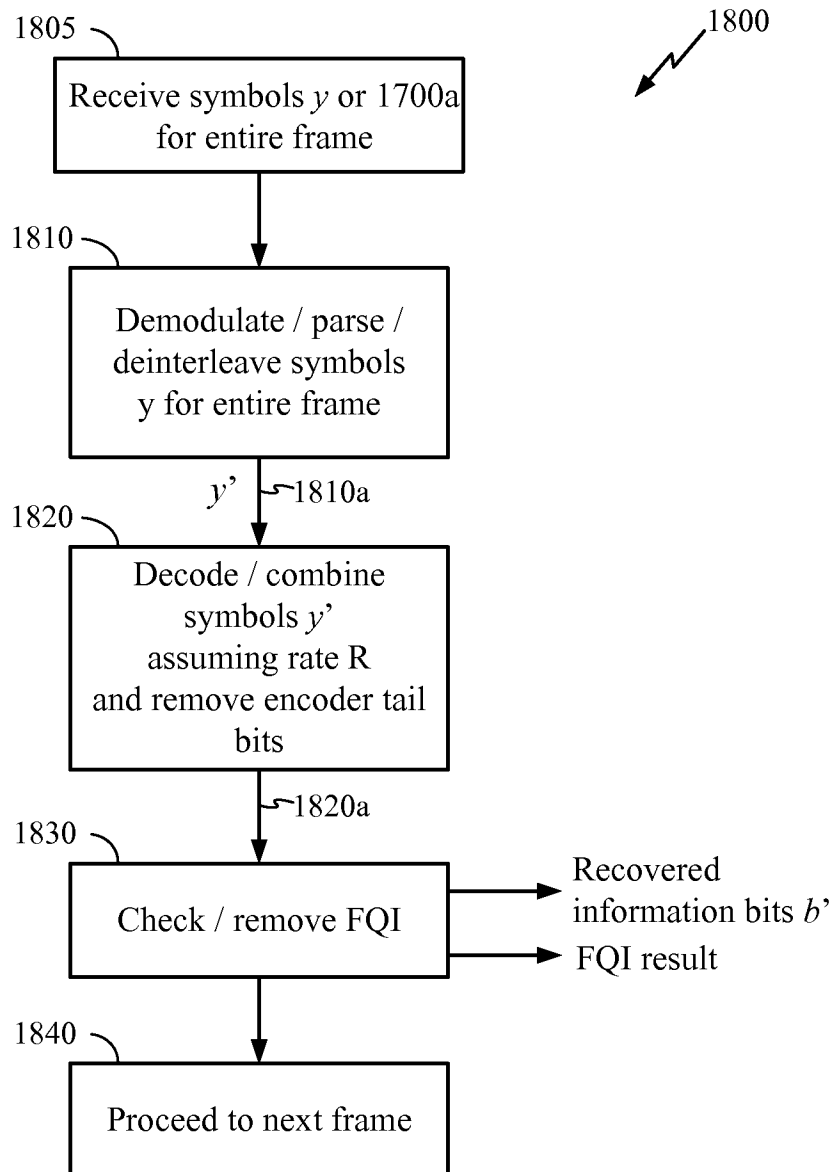 1805
1800
Receive symbols y or 1700a
for entire frame
1810
Demodulate / parse /
deinterleave symbols
y for entire frame
y’
1810a
1820
Decode / combine
symbols y’
assuming rate R
and remove encoder tail
bits
1820a
1830
Check / remove FQI
Recovered
information bits b’
FQI result
1840
Proceed to next frame